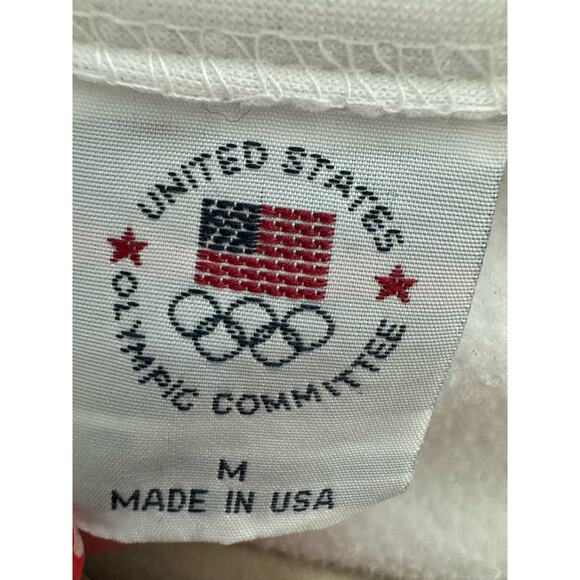 UNITED STATES
OLYMPIC COMMITTEE
M
MADE IN USA